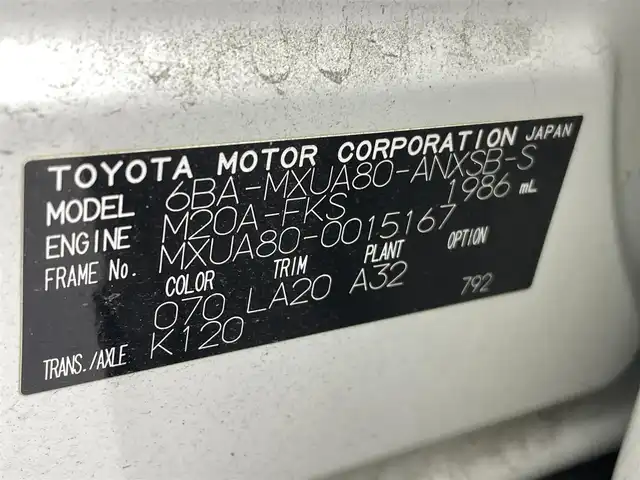 TOYOTA MOTOR CORPORATION JAPAN
MODEL 6BA-MXUA80-ANXSB-S
ENGINE M20A-FKS 1986 mL
FRAME No. MXUA80-0015167
COLOR TRIM PLANT OPTION
070 LA20 A32 792
TRANS./AXLE K120